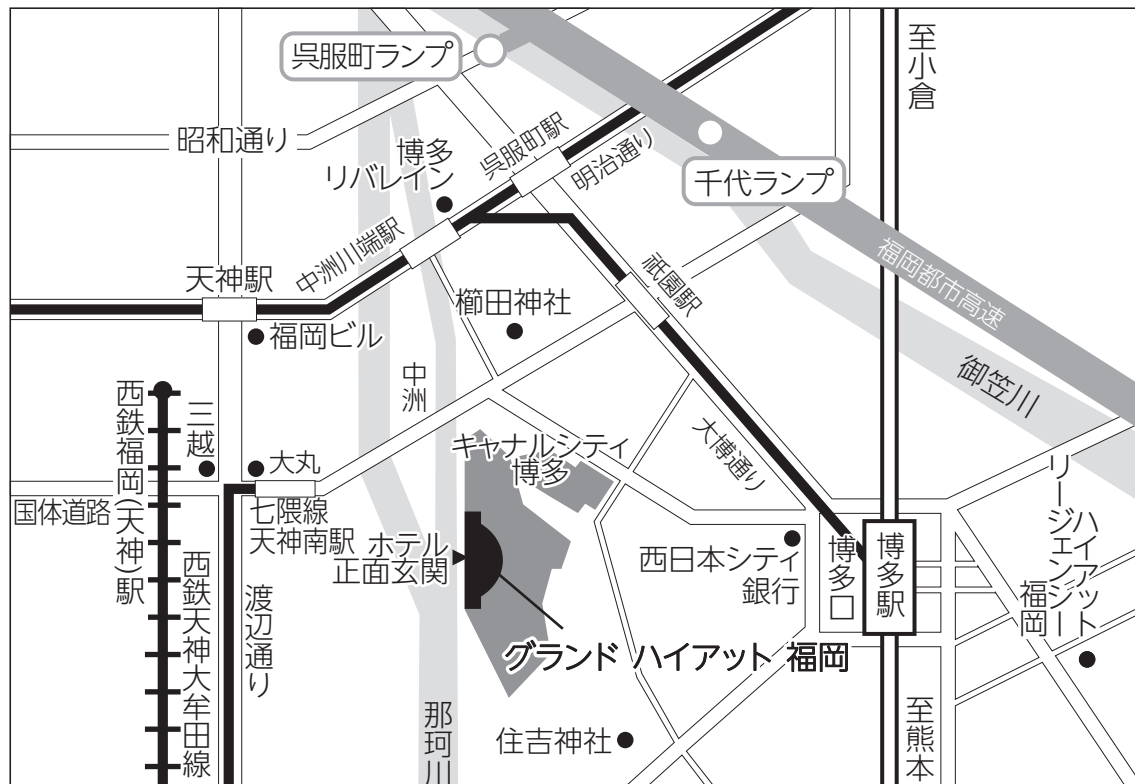 呉服町ランプ
至小倉
昭和通り
博多
リバレイン
呉服町駅
明治通り
千代ランプ
中洲川端駅
天神駅
祇園駅
福岡都市高速
櫛田神社
福岡ビル
御笠川
中洲
西鉄福岡(天神)駅
三越
大丸
キャナルシティ
博多
大博通り
国体道路
七隈線
天神南駅
ホテル
正面玄関
西日本シティ
銀行
博多口
博多駅
ハイアット
リージェンシー
福岡
西鉄天神大牟田線
渡辺通り
グランド ハイアット 福岡
那珂川
住吉神社
至熊本